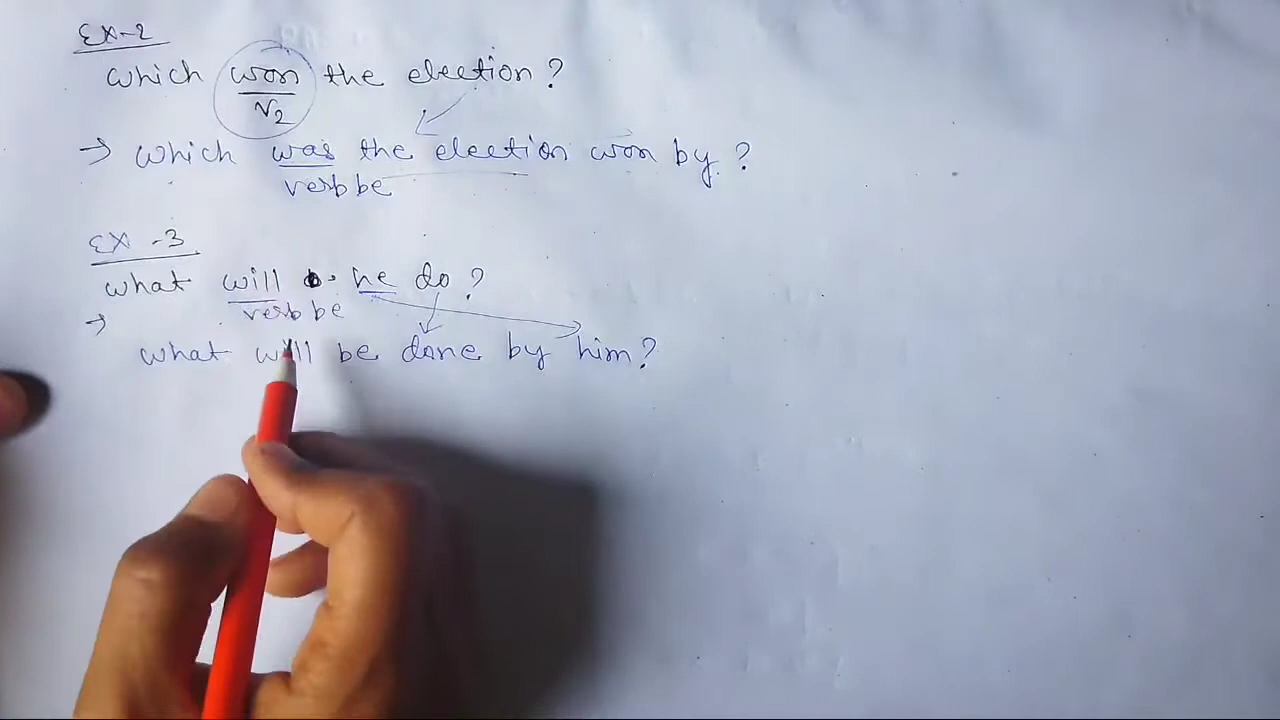 Ex-2
which won the election?
V2
→ which was the election won by?
verb be
Ex -3
what will he do?
verb be
→
what will be done by him?